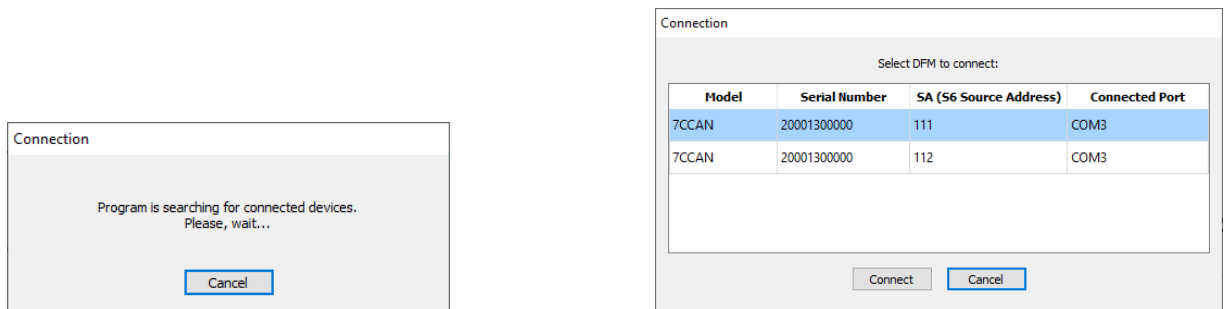 Connection
Program is searching for connected devices.
Please, wait...
Cancel
Connection
Select DFM to connect:
Model Serial Number SA (S6 Source Address) Connected Port
7CCAN 20001300000 111 COM3
7CCAN 20001300000 112 COM3
Connect Cancel